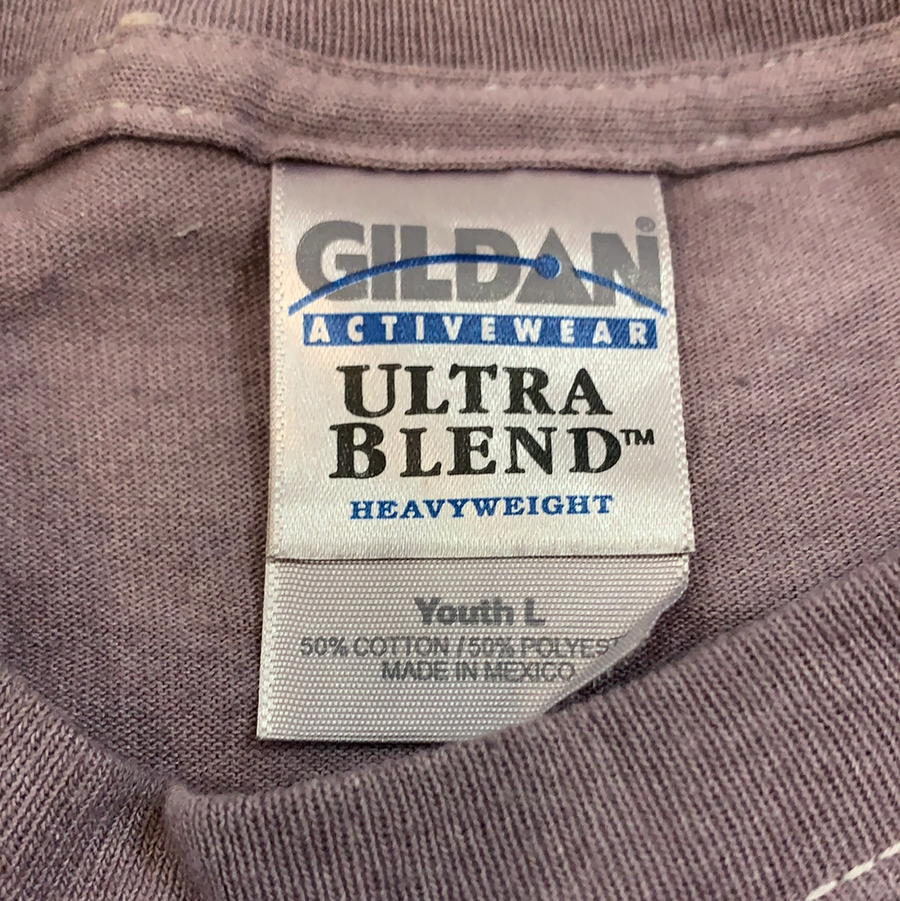 GILDAN®
ACTIVEWEAR
ULTRA
BLEND™
HEAVYWEIGHT
Youth L
50% COTTON / 50% POLYEST
MADE IN MEXICO